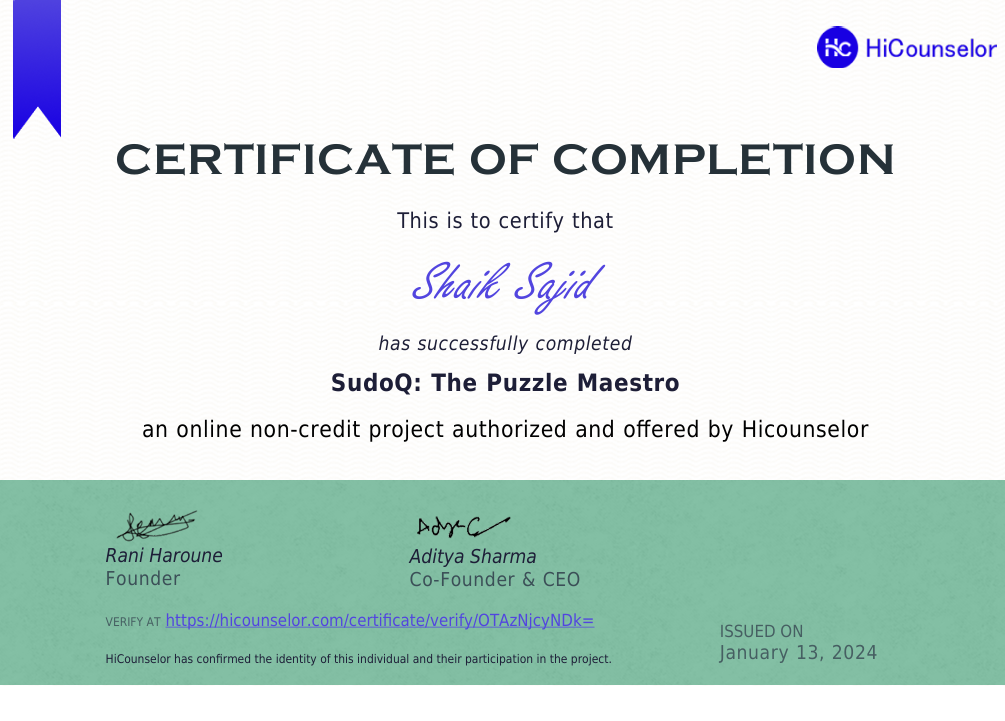 HC HiCounselor
CERTIFICATE OF COMPLETION
This is to certify that
Shaik Sajid
has successfully completed
SudoQ: The Puzzle Maestro
an online non-credit project authorized and offered by Hicounselor
Rani Haroune
Founder
Aditya Sharma
Co-Founder & CEO
VERIFY AT https://hicounselor.com/certificate/verify/OTAzNjcyNDk=
HiCounselor has confirmed the identity of this individual and their participation in the project.
ISSUED ON
January 13, 2024